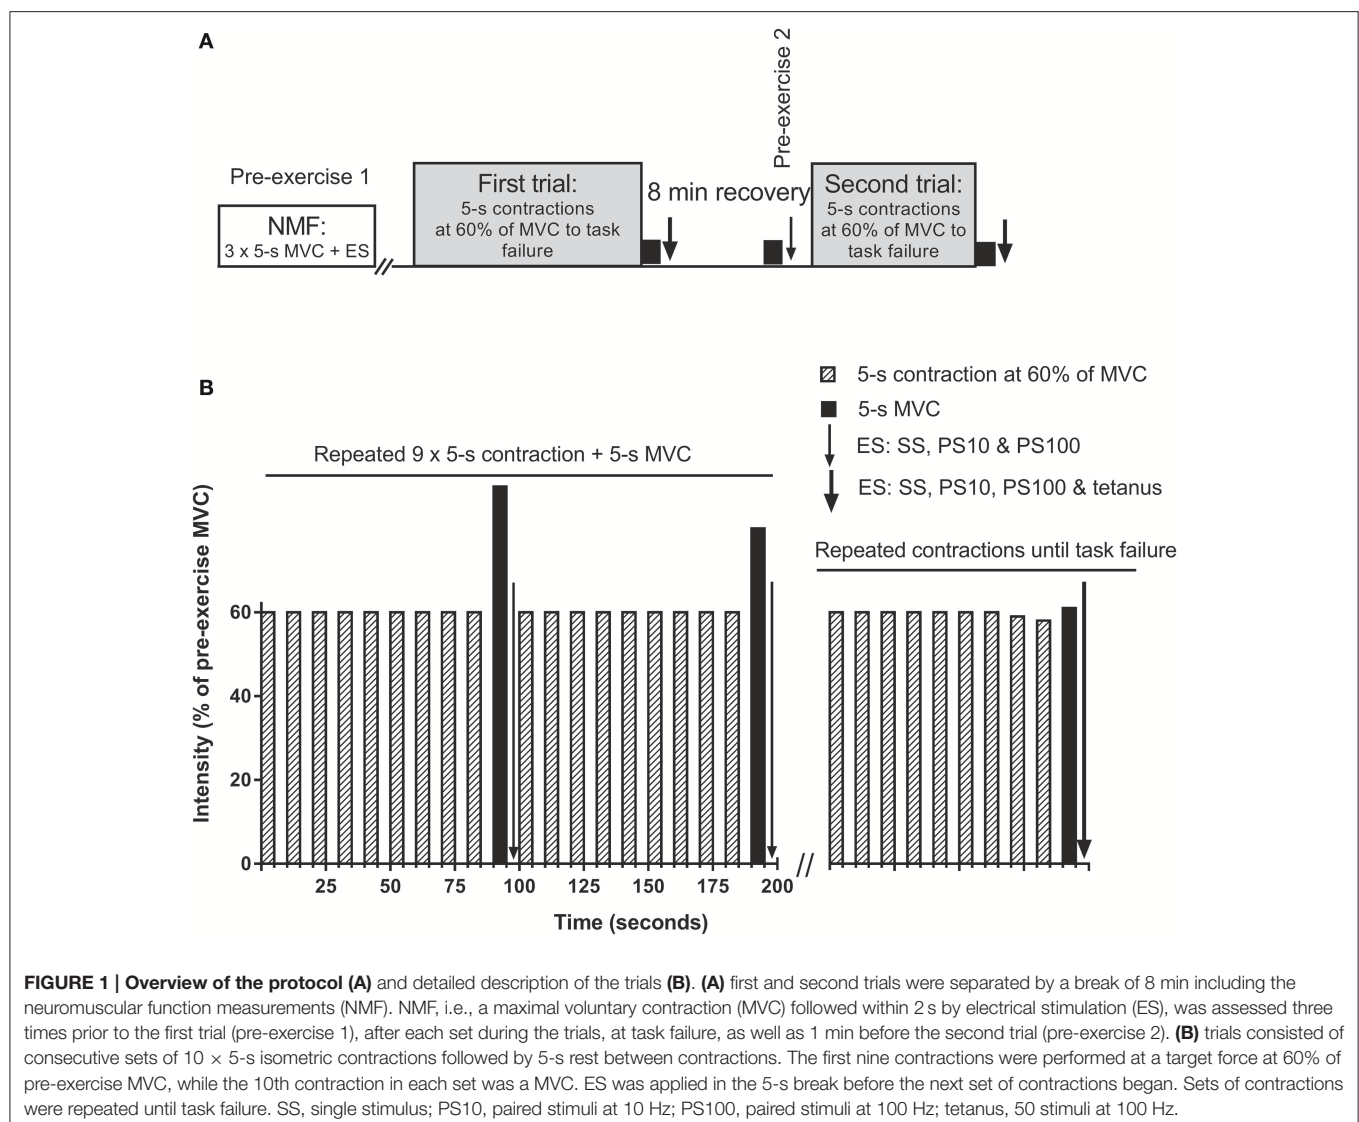 A
Pre-exercise 1
NMF:
3 x 5-s MVC + ES
First trial:
5-s contractions
at 60% of MVC to task
failure
8 min recovery
Pre-exercise 2
Second trial:
5-s contractions
at 60% of MVC to
task failure
B
5-s contraction at 60% of MVC
5-s MVC
ES: SS, PS10 & PS100
ES: SS, PS10, PS100 & tetanus
Repeated 9 x 5-s contraction + 5-s MVC
Repeated contractions until task failure
Intensity (% of pre-exercise MVC)
60
40
20
0
25 50 75 100 125 150 175 200
Time (seconds)
FIGURE 1 | Overview of the protocol (A) and detailed description of the trials (B). (A) first and second trials were separated by a break of 8 min including the
neuromuscular function measurements (NMF). NMF, i.e., a maximal voluntary contraction (MVC) followed within 2 s by electrical stimulation (ES), was assessed three
times prior to the first trial (pre-exercise 1), after each set during the trials, at task failure, as well as 1 min before the second trial (pre-exercise 2). (B) trials consisted of
consecutive sets of 10 × 5-s isometric contractions followed by 5-s rest between contractions. The first nine contractions were performed at a target force at 60% of
pre-exercise MVC, while the 10th contraction in each set was a MVC. ES was applied in the 5-s break before the next set of contractions began. Sets of contractions
were repeated until task failure. SS, single stimulus; PS10, paired stimuli at 10 Hz; PS100, paired stimuli at 100 Hz; tetanus, 50 stimuli at 100 Hz.